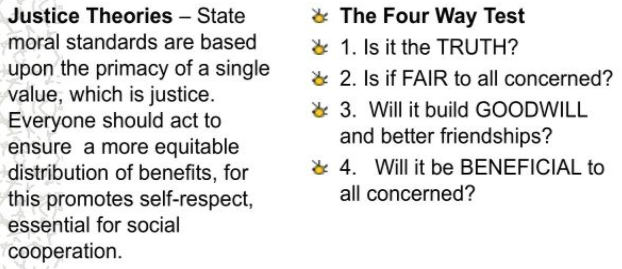 Justice Theories – State
moral standards are based
upon the primacy of a single
value, which is justice.
Everyone should act to
ensure a more equitable
distribution of benefits, for
this promotes self-respect,
essential for social
cooperation.
The Four Way Test
1. Is it the TRUTH?
2. Is if FAIR to all concerned?
3. Will it build GOODWILL
and better friendships?
4. Will it be BENEFICIAL to
all concerned?